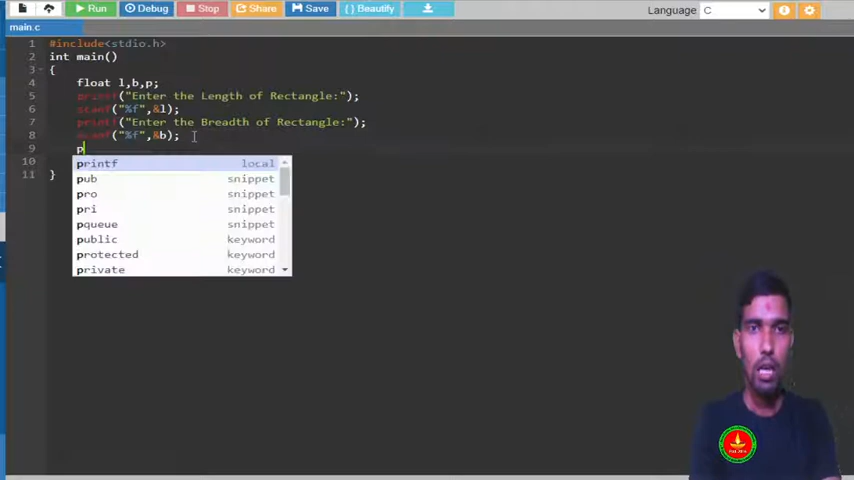 Run Debug Stop Share Save { } Beautify Language C
main.c
1 #include<stdio.h>
2 int main()
3 {
4 float l,b,p;
5 printf("Enter the Length of Rectangle:");
6 scanf("%f",&l);
7 printf("Enter the Breadth of Rectangle:");
8 scanf("%f",&b);
9 p
10
11 }
printf local
pub snippet
pro snippet
pri snippet
pqueue snippet
public keyword
protected keyword
private keyword